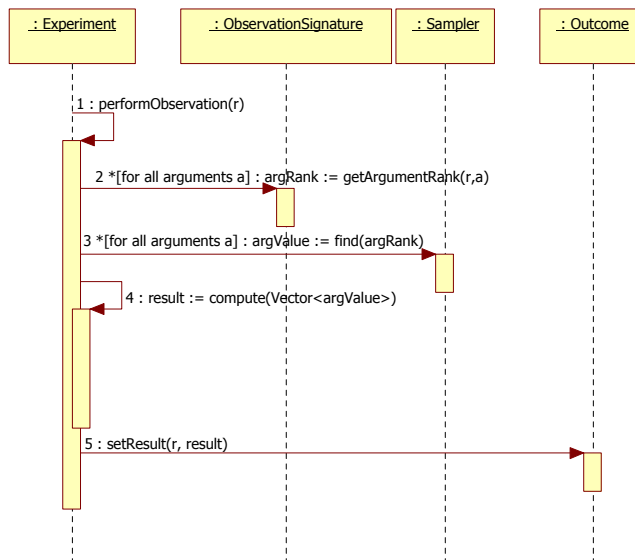 : Experiment
: ObservationSignature
: Sampler
: Outcome
1 : performObservation(r)
2 *[for all arguments a] : argRank := getArgumentRank(r,a)
3 *[for all arguments a] : argValue := find(argRank)
4 : result := compute(Vector<argValue>)
5 : setResult(r, result)